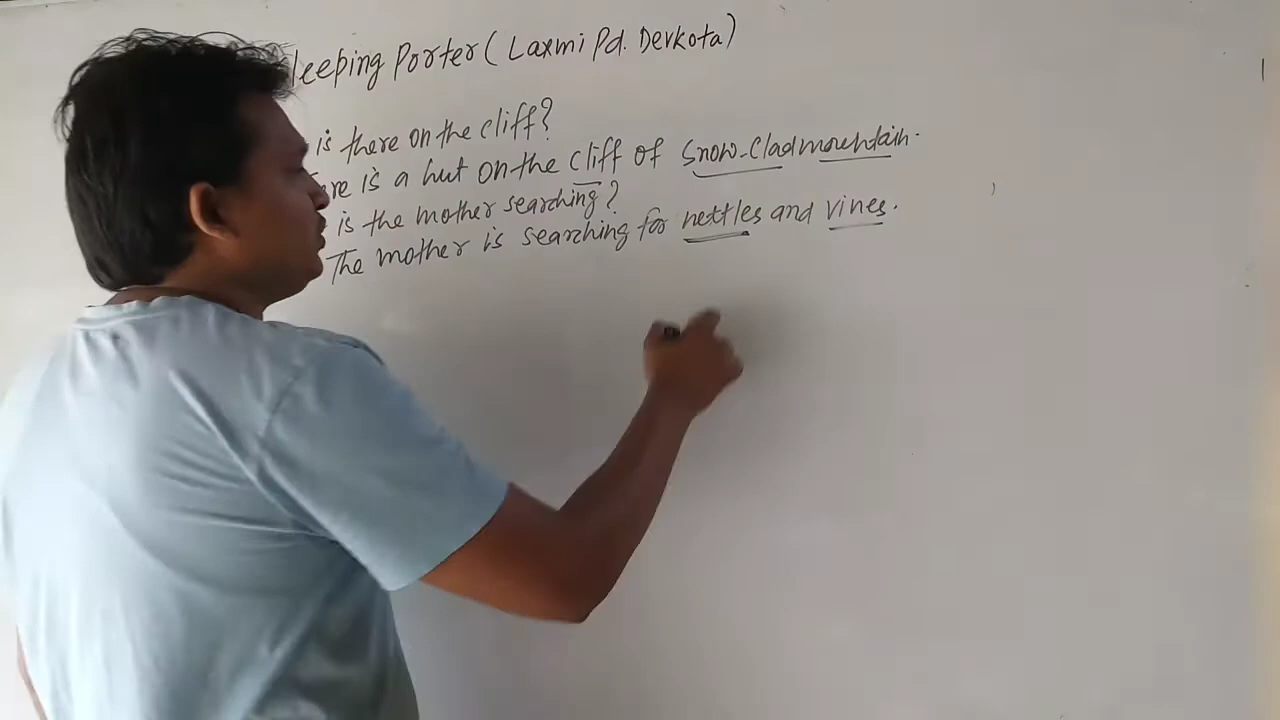 leeping Porter (Laxmi Pd. Devkota)
is there on the cliff?
re is a hut on the cliff of snow-clad mountain.
is the mother searching?
The mother is searching for nettles and vines.